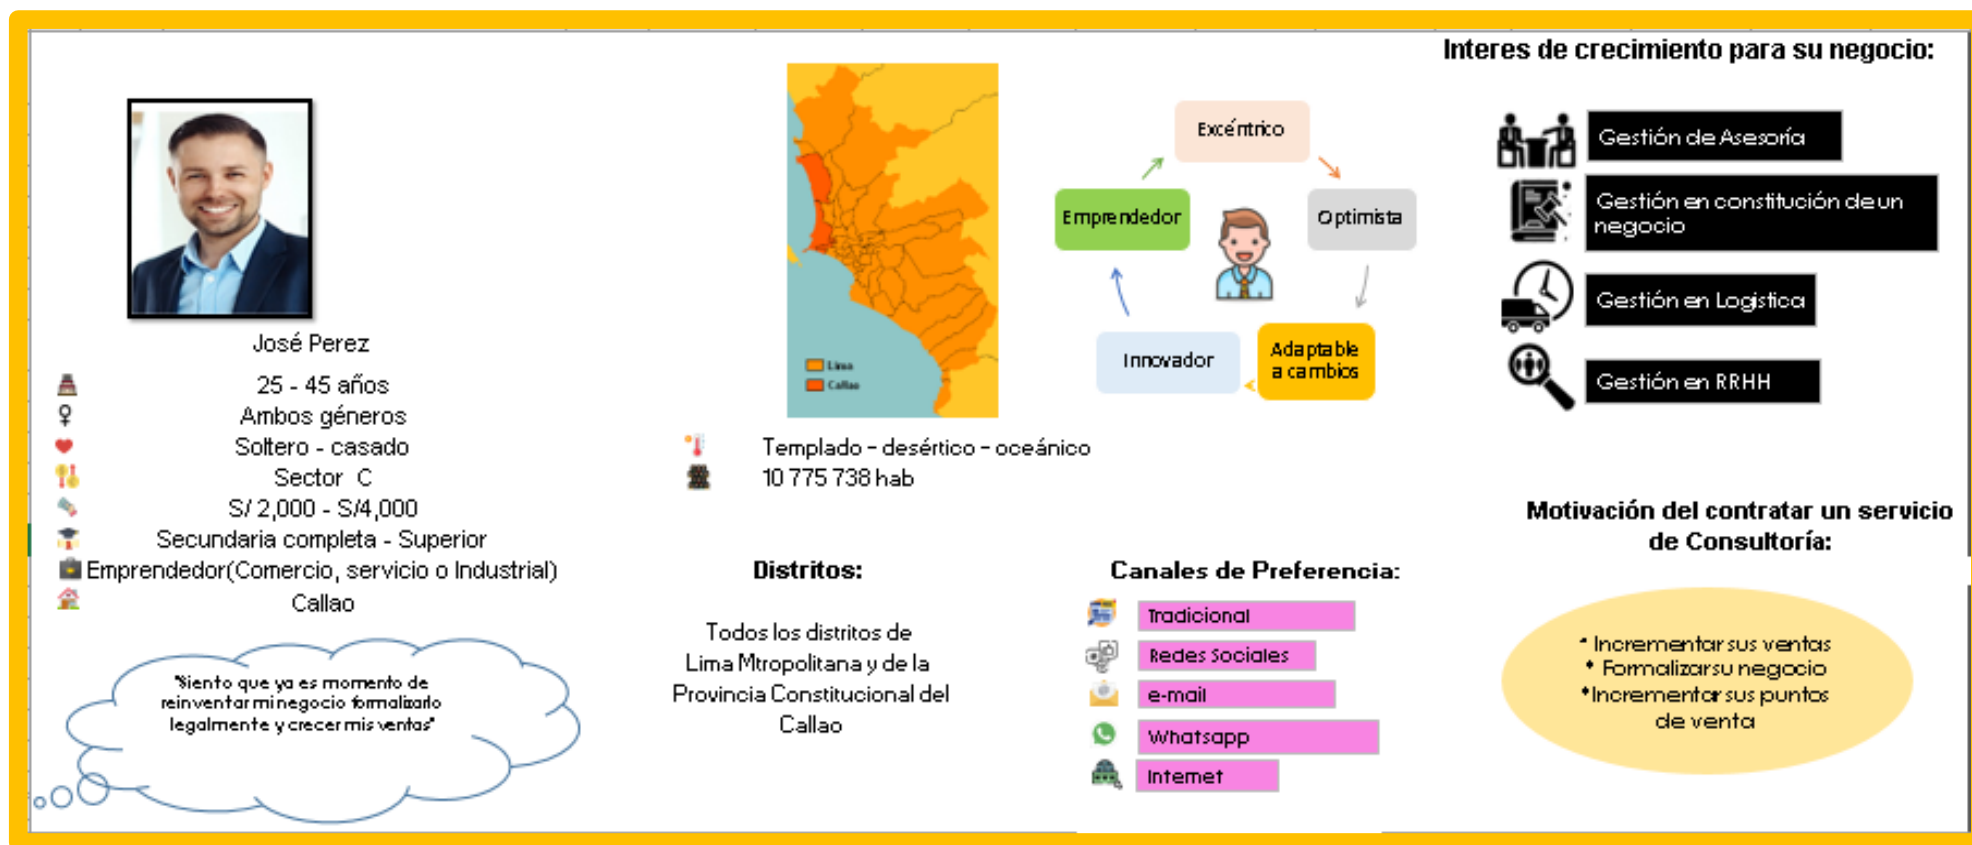 José Perez
25 - 45 años
Ambos géneros
Soltero - casado
Sector  C
S/ 2,000 - S/4,000
Secundaria completa - Superior
Emprendedor(Comercio, servicio o Industrial)
Callao
"Siento que ya es momento de
reinventar mi negocio formalizarlo
legalmente y crecer mis ventas"
Lima
Callao
Templado - desértico - oceánico
10 775 738 hab
Distritos:
Todos los distritos de
Lima Mtropolitana y de la
Provincia Constitucional del
Callao
Excéntrico
Optimista
Adaptable
a cambios
Innovador
Emprendedor
Canales de Preferencia:
Tradicional
Redes Sociales
e-mail
Whatsapp
Internet
Interes de crecimiento para su negocio:
Gestión de Asesoría
Gestión en constitución de un
negocio
Gestión en Logistica
Gestión en RRHH
Motivación del contratar un servicio
de Consultoría:
* Incrementar sus ventas
* Formalizar su negocio
*Incrementar sus puntos
de venta